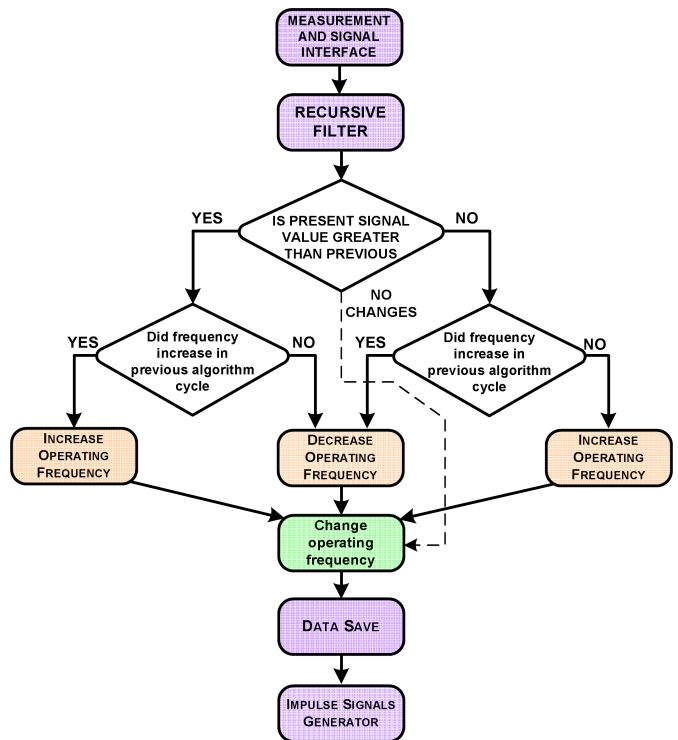 MEASUREMENT
AND SIGNAL
INTERFACE
RECURSIVE
FILTER
IS PRESENT SIGNAL
VALUE GREATER
THAN PREVIOUS
YES
NO
NO
CHANGES
Did frequency
increase in
previous algorithm
cycle
YES
NO
Did frequency
increase in
previous algorithm
cycle
YES
NO
INCREASE
OPERATING
FREQUENCY
DECREASE
OPERATING
FREQUENCY
INCREASE
OPERATING
FREQUENCY
Change
operating
frequency
DATA SAVE
IMPULSE SIGNALS
GENERATOR